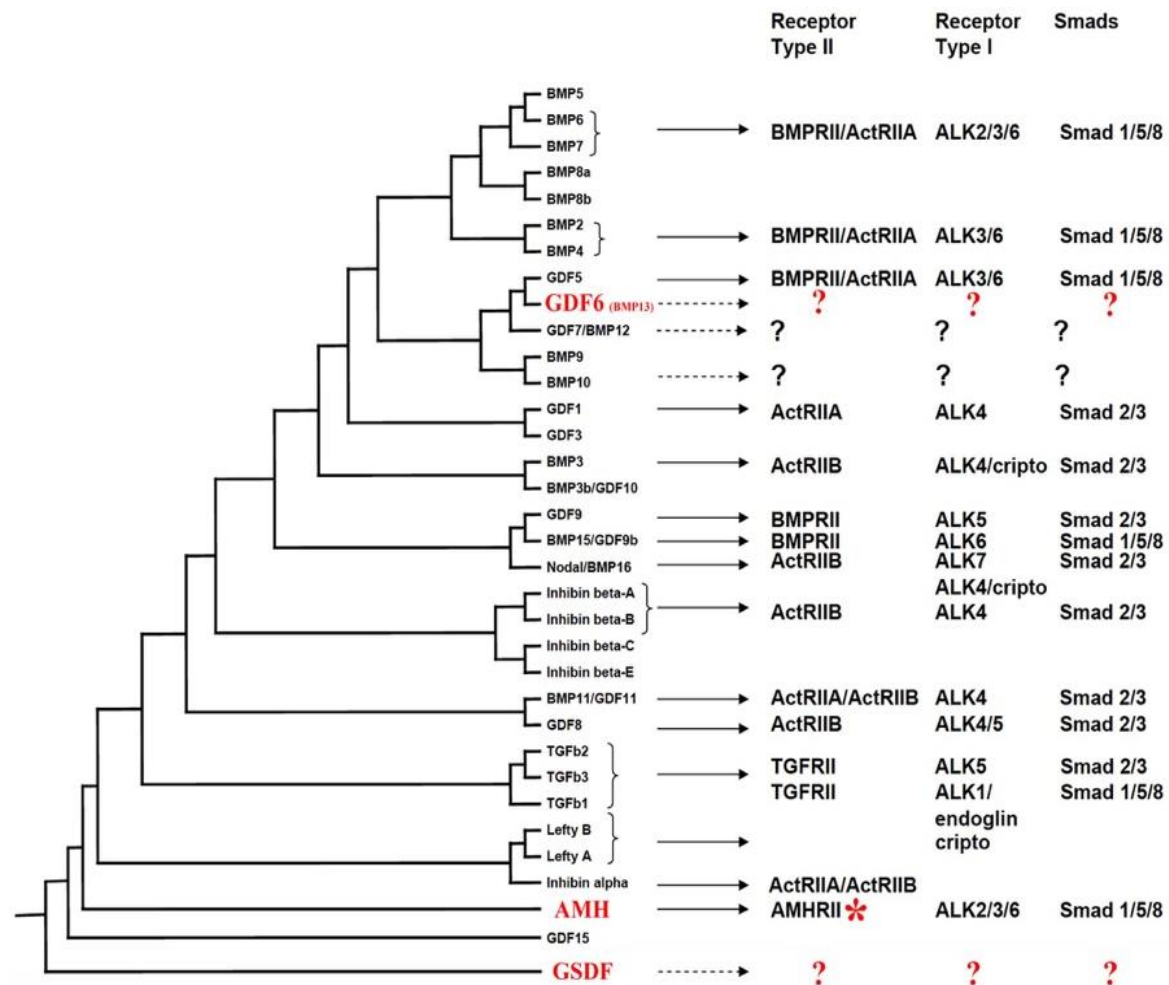 Receptor Type II Receptor Type I Smads
BMP5
BMP6
BMP7
BMPRII/ActRIIA ALK2/3/6 Smad 1/5/8
BMP8a
BMP8b
BMP2
BMP4
BMPRII/ActRIIA ALK3/6 Smad 1/5/8
GDF5 BMPRII/ActRIIA ALK3/6 Smad 1/5/8
GDF6 (BMP13) ? ? ?
GDF7/BMP12 ? ? ?
BMP9
BMP10 ? ? ?
GDF1 ActRIIA ALK4 Smad 2/3
GDF3
BMP3 ActRIIB ALK4/cripto Smad 2/3
BMP3b/GDF10
GDF9 BMPRII ALK5 Smad 2/3
BMP15/GDF9b BMPRII ALK6 Smad 1/5/8
Nodal/BMP16 ActRIIB ALK7 Smad 2/3
ALK4/cripto
Inhibin beta-A
Inhibin beta-B
ActRIIB ALK4 Smad 2/3
Inhibin beta-C
Inhibin beta-E
BMP11/GDF11 ActRIIA/ActRIIB ALK4 Smad 2/3
GDF8 ActRIIB ALK4/5 Smad 2/3
TGFb2
TGFb3
TGFb1
TGFRII ALK5 Smad 2/3
TGFRII ALK1/ Smad 1/5/8
endoglin
Lefty B
Lefty A
cripto
Inhibin alpha ActRIIA/ActRIIB
AMH AMHRII* ALK2/3/6 Smad 1/5/8
GDF15
GSDF ? ? ?